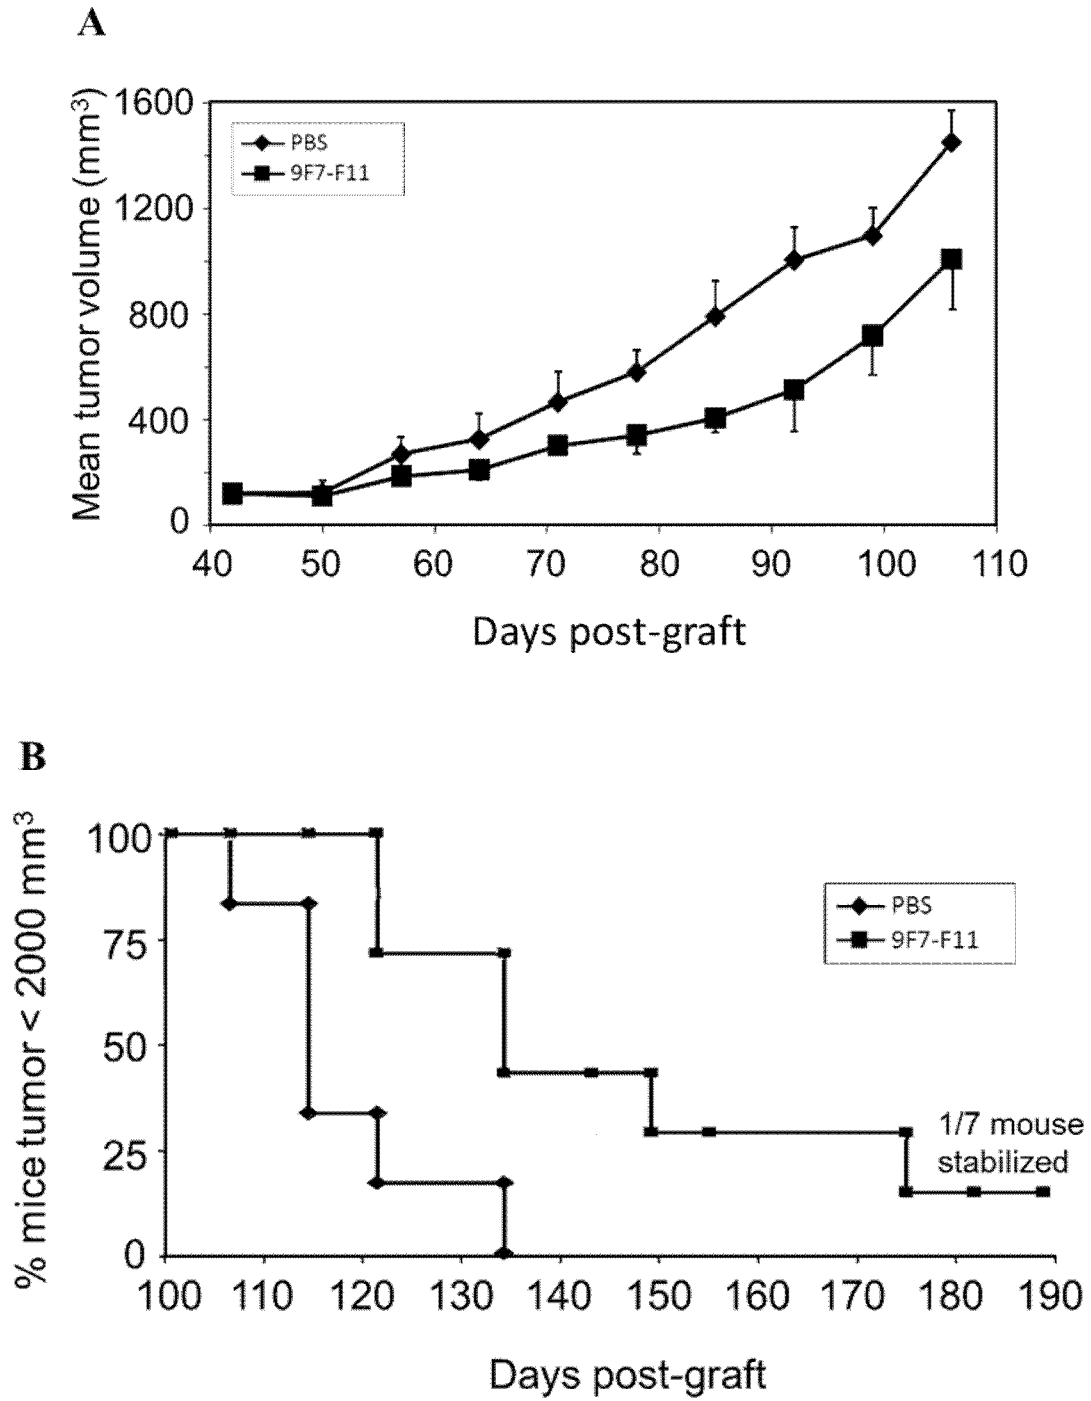 A
Mean tumor volume (mm³)
1600
1200
800
400
0
PBS
9F7-F11
40 50 60 70 80 90 100 110
Days post-graft
B
% mice tumor < 2000 mm³
100
75
50
25
0
PBS
9F7-F11
1/7 mouse
stabilized
100 110 120 130 140 150 160 170 180 190
Days post-graft